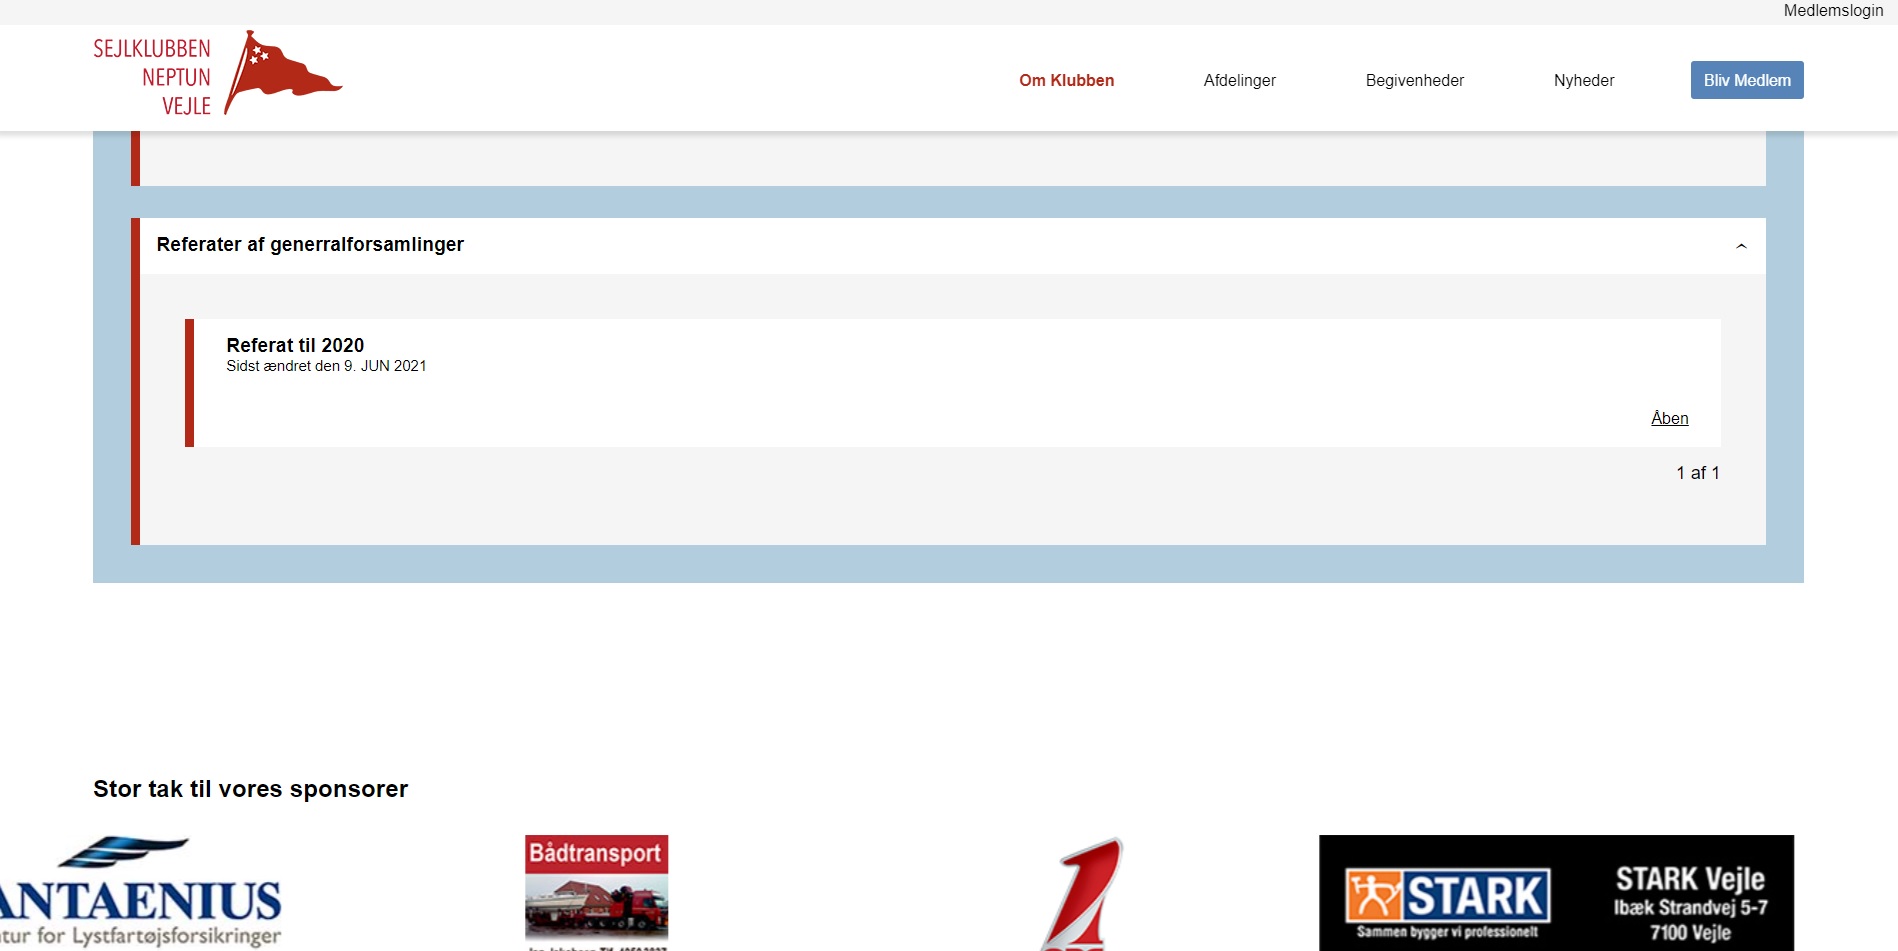 Medlemslogin
SEJLKLUBBEN
NEPTUN
VEJLE
Om Klubben
Afdelinger
Begivenheder
Nyheder
Bliv Medlem
Referater af generralforsamlinger
Referat til 2020
Sidst ændret den 9. JUN 2021
Åben
1 af 1
Stor tak til vores sponsorer
ANTAENIUS
tur for Lystfartøjsforsikringer
Bådtransport
1
STARK
Sammen bygger vi professionelt
STARK Vejle
Ibæk Strandvej 5-7
7100 Vejle